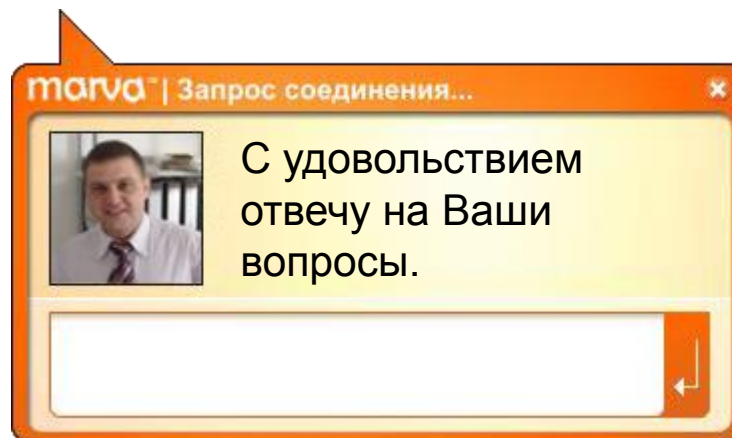 marva™ | Запрос соединения...
С удовольствием
отвечу на Ваши
вопросы.